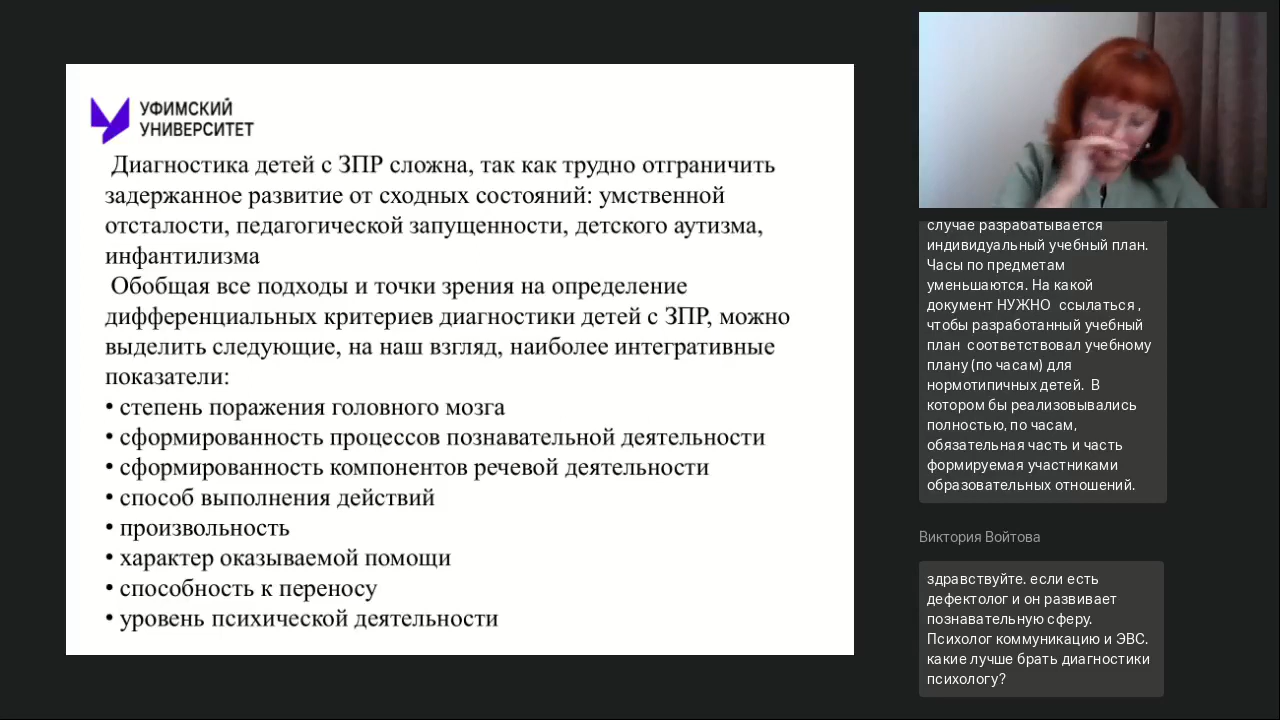 УФИМСКИЙ
УНИВЕРСИТЕТ
Диагностика детей с ЗПР сложна, так как трудно отграничить
задержанное развитие от сходных состояний: умственной
отсталости, педагогической запущенности, детского аутизма,
инфантилизма
Обобщая все подходы и точки зрения на определение
дифференциальных критериев диагностики детей с ЗПР, можно
выделить следующие, на наш взгляд, наиболее интегративные
показатели:
• степень поражения головного мозга
• сформированность процессов познавательной деятельности
• сформированность компонентов речевой деятельности
• способ выполнения действий
• произвольность
• характер оказываемой помощи
• способность к переносу
• уровень психической деятельности
случае разрабатывается
индивидуальный учебный план.
Часы по предметам
уменьшаются. На какой
документ НУЖНО ссылаться ,
чтобы разработанный учебный
план соответствовал учебному
плану (по часам) для
нормотипичных детей. В
котором бы реализовывались
полностью, по часам,
обязательная часть и часть
формируемая участниками
образовательных отношений.
Виктория Войтова
здравствуйте. если есть
дефектолог и он развивает
познавательную сферу.
Психолог коммуникацию и ЭВС.
какие лучше брать диагностики
психологу?